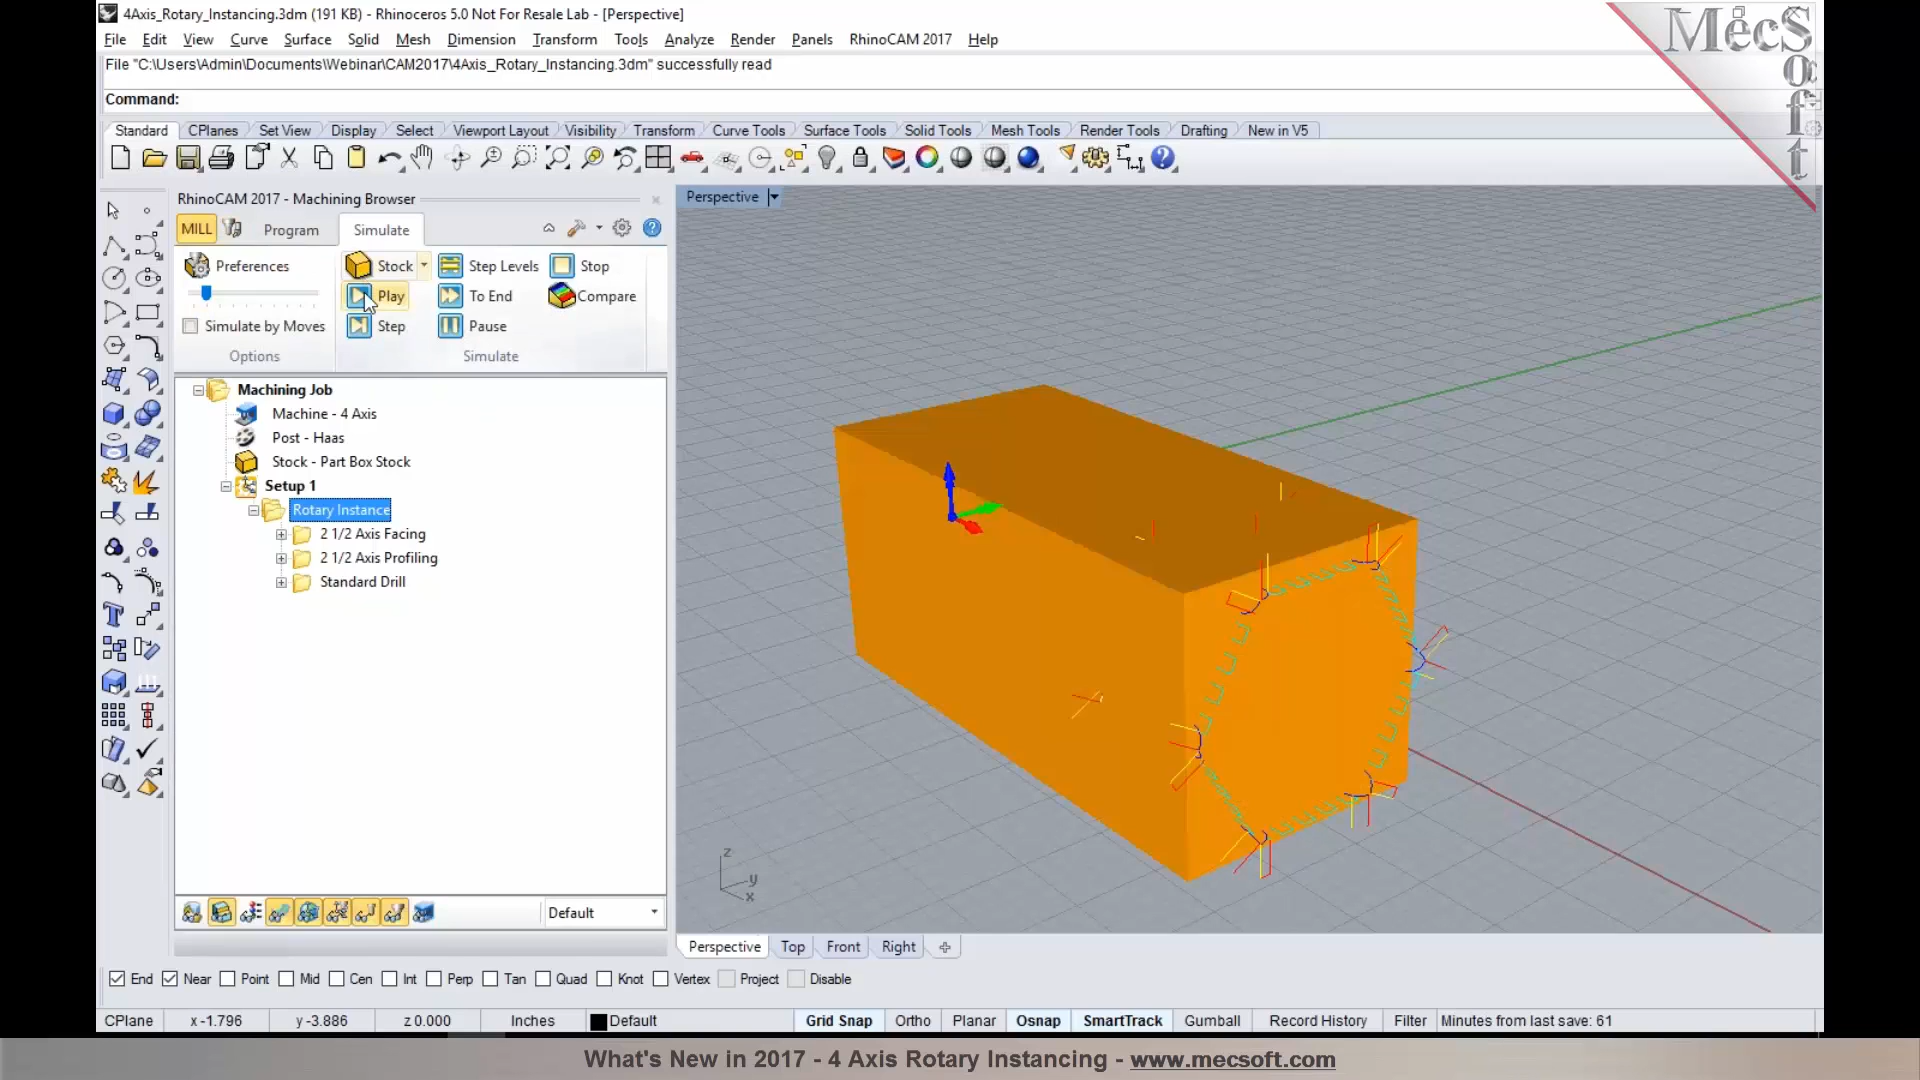 4Axis_Rotary_Instancing.3dm (191 KB) - Rhinoceros 5.0 Not For Resale Lab - [Perspective]
MecSoft
File Edit View Curve Surface Solid Mesh Dimension Transform Tools Analyze Render Panels RhinoCAM 2017 Help
File "C:\Users\Admin\Documents\Webinar\CAM2017\4Axis_Rotary_Instancing.3dm" successfully read
Command:
Standard CPlanes Set View Display Select Viewport Layout Visibility Transform Curve Tools Surface Tools Solid Tools Mesh Tools Render Tools Drafting New in V5
RhinoCAM 2017 - Machining Browser
MILL Program Simulate
Preferences Stock Step Levels Stop
Play To End Compare
Simulate by Moves Step Pause
Options Simulate
Machining Job
Machine - 4 Axis
Post - Haas
Stock - Part Box Stock
Setup 1
Rotary Instance
2 1/2 Axis Facing
2 1/2 Axis Profiling
Standard Drill
Default
Perspective
z
y
x
Perspective Top Front Right
End Near Point Mid Cen Int Perp Tan Quad Knot Vertex Project Disable
CPlane x -1.796 y -3.886 z 0.000 Inches Default Grid Snap Ortho Planar Osnap SmartTrack Gumball Record History Filter Minutes from last save: 61
What's New in 2017 - 4 Axis Rotary Instancing - www.mecsoft.com